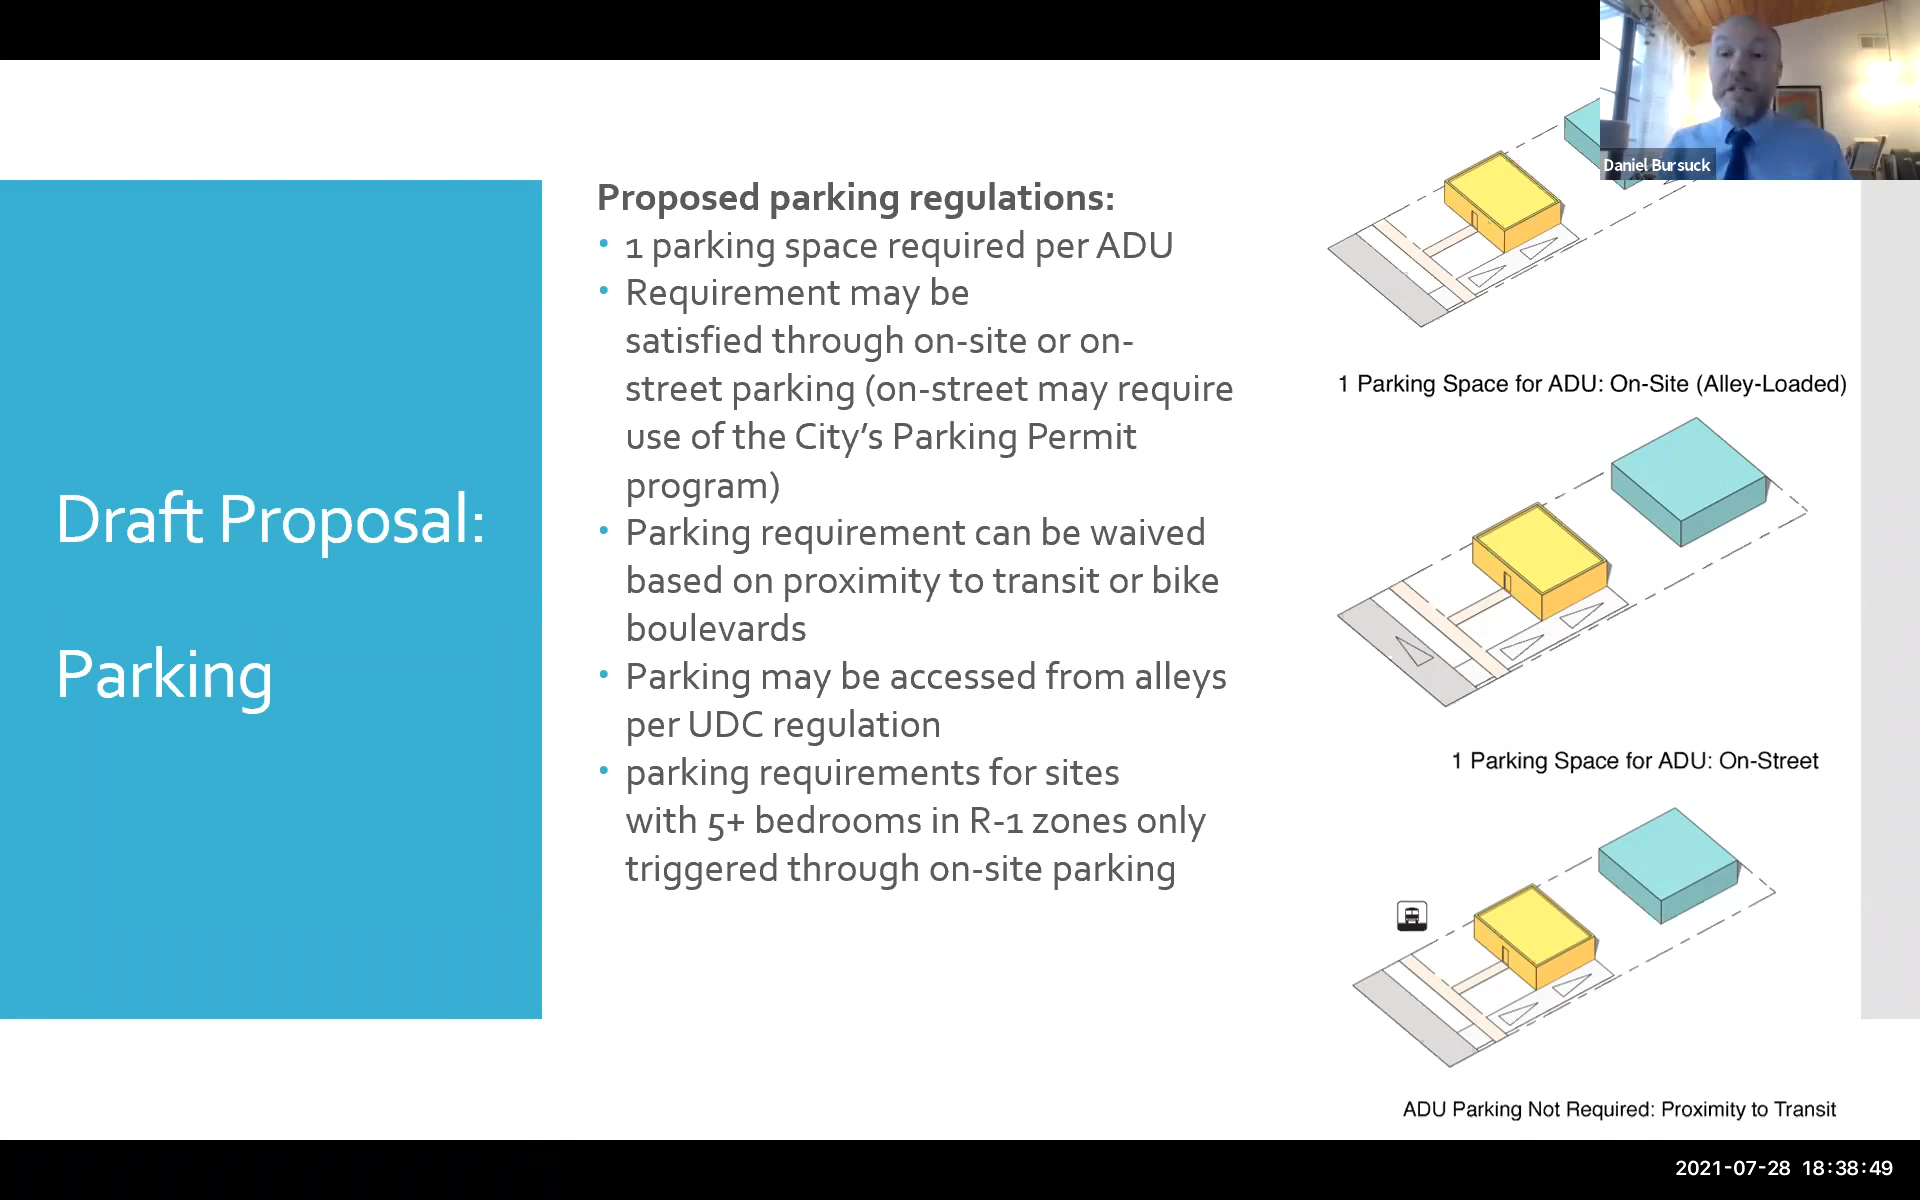 Daniel Bursuck
Draft Proposal:
Parking
Proposed parking regulations:
• 1 parking space required per ADU
• Requirement may be
satisfied through on-site or on-
street parking (on-street may require
use of the City’s Parking Permit
program)
• Parking requirement can be waived
based on proximity to transit or bike
boulevards
• Parking may be accessed from alleys
per UDC regulation
• parking requirements for sites
with 5+ bedrooms in R-1 zones only
triggered through on-site parking
1 Parking Space for ADU: On-Site (Alley-Loaded)
1 Parking Space for ADU: On-Street
ADU Parking Not Required: Proximity to Transit
2021-07-28 18:38:49